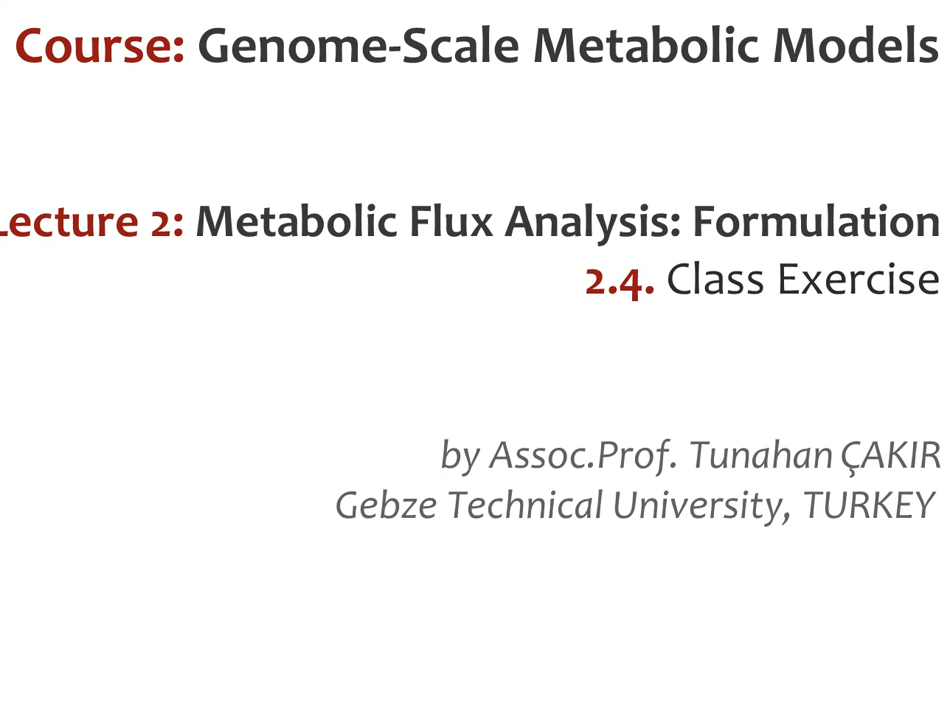 Course: Genome-Scale Metabolic Models
Lecture 2: Metabolic Flux Analysis: Formulation
2.4. Class Exercise
by Assoc.Prof. Tunahan ÇAKIR
Gebze Technical University, TURKEY